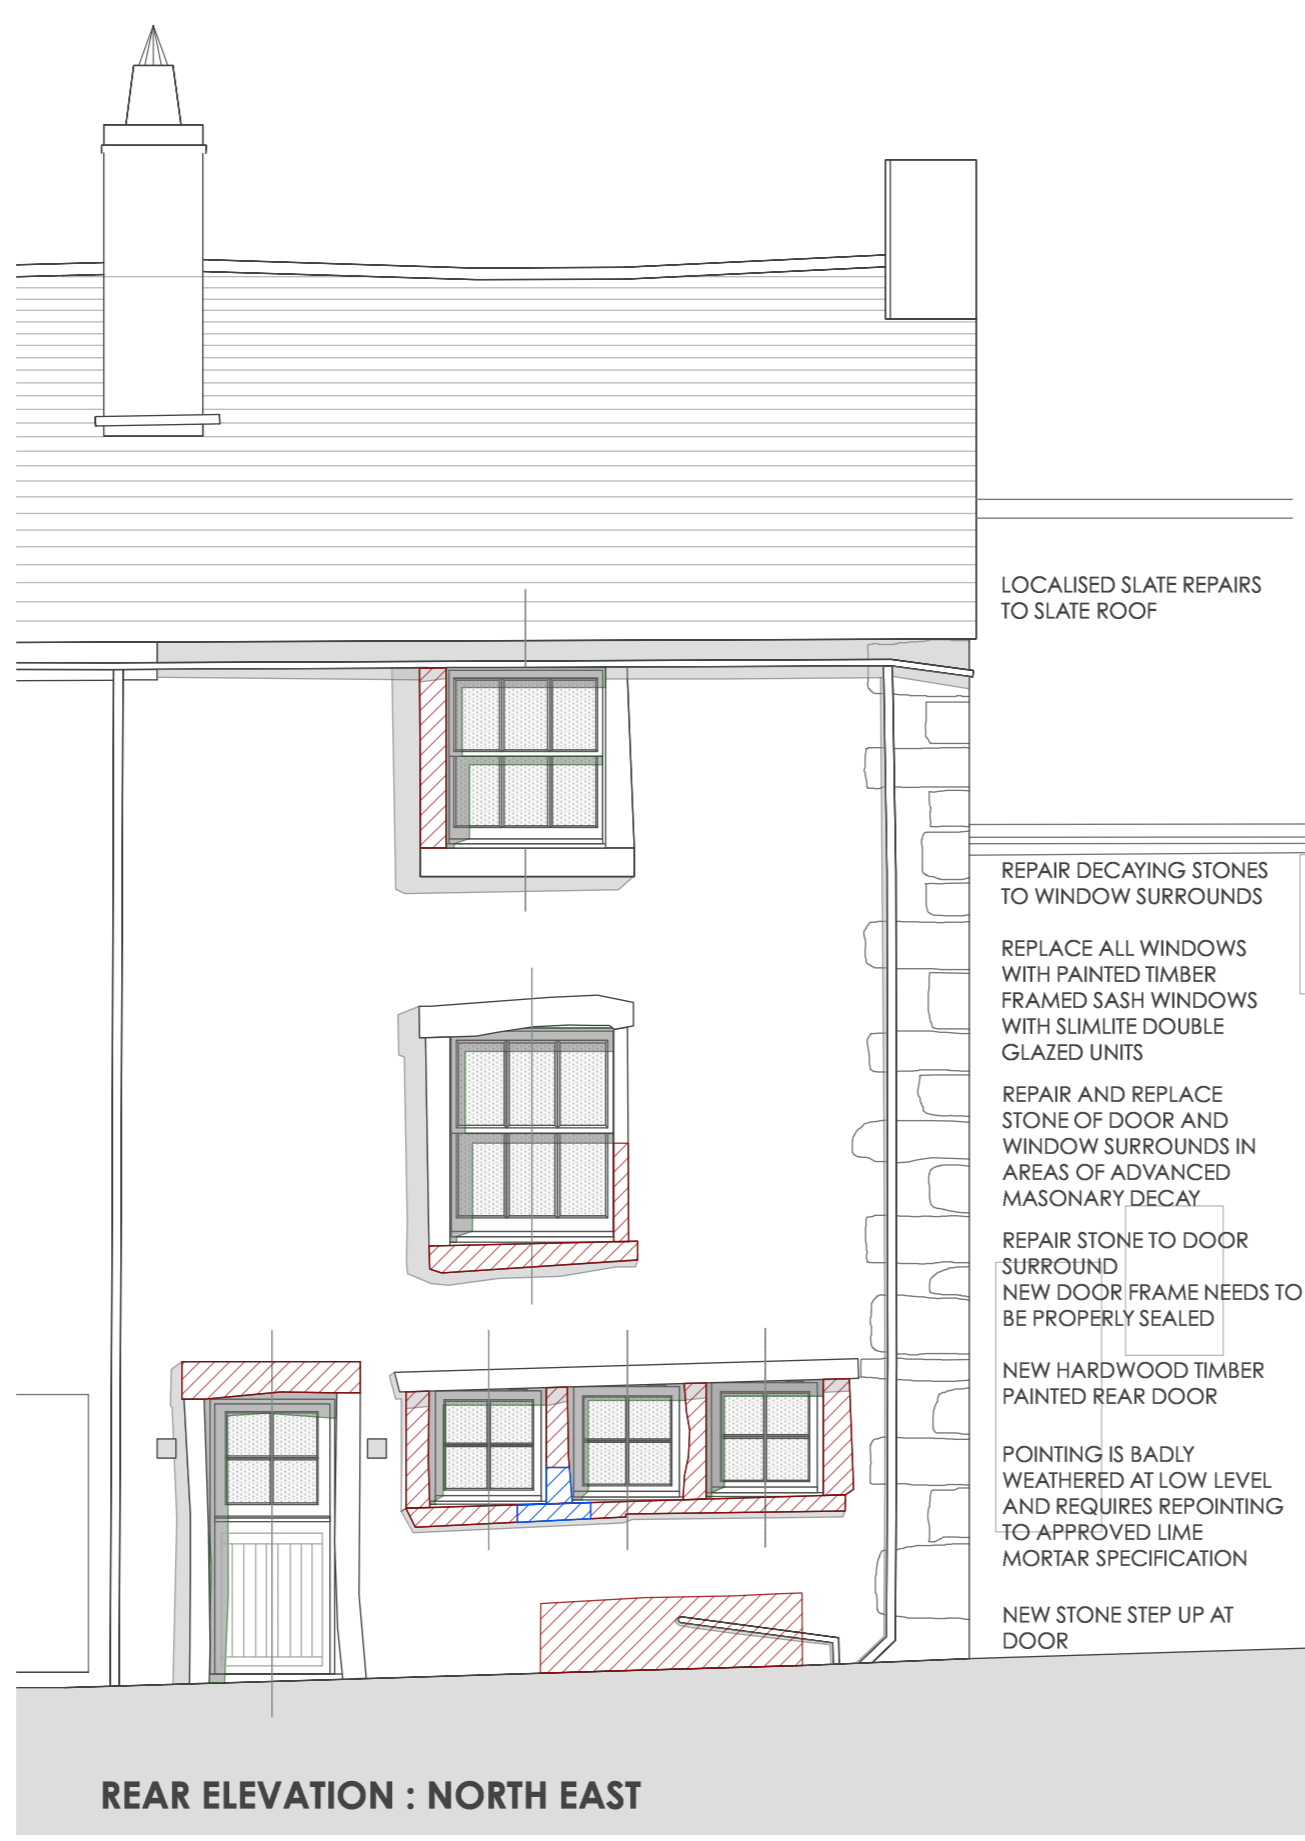 LOCALISED SLATE REPAIRS
TO SLATE ROOF
REPAIR DECAYING STONES
TO WINDOW SURROUNDS
REPLACE ALL WINDOWS
WITH PAINTED TIMBER
FRAMED SASH WINDOWS
WITH SLIMLITE DOUBLE
GLAZED UNITS
REPAIR AND REPLACE
STONE OF DOOR AND
WINDOW SURROUNDS IN
AREAS OF ADVANCED
MASONARY DECAY
REPAIR STONE TO DOOR
SURROUND
NEW DOOR FRAME NEEDS TO
BE PROPERLY SEALED
NEW HARDWOOD TIMBER
PAINTED REAR DOOR
POINTING IS BADLY
WEATHERED AT LOW LEVEL
AND REQUIRES REPOINTING
TO APPROVED LIME
MORTAR SPECIFICATION
NEW STONE STEP UP AT
DOOR
REAR ELEVATION : NORTH EAST